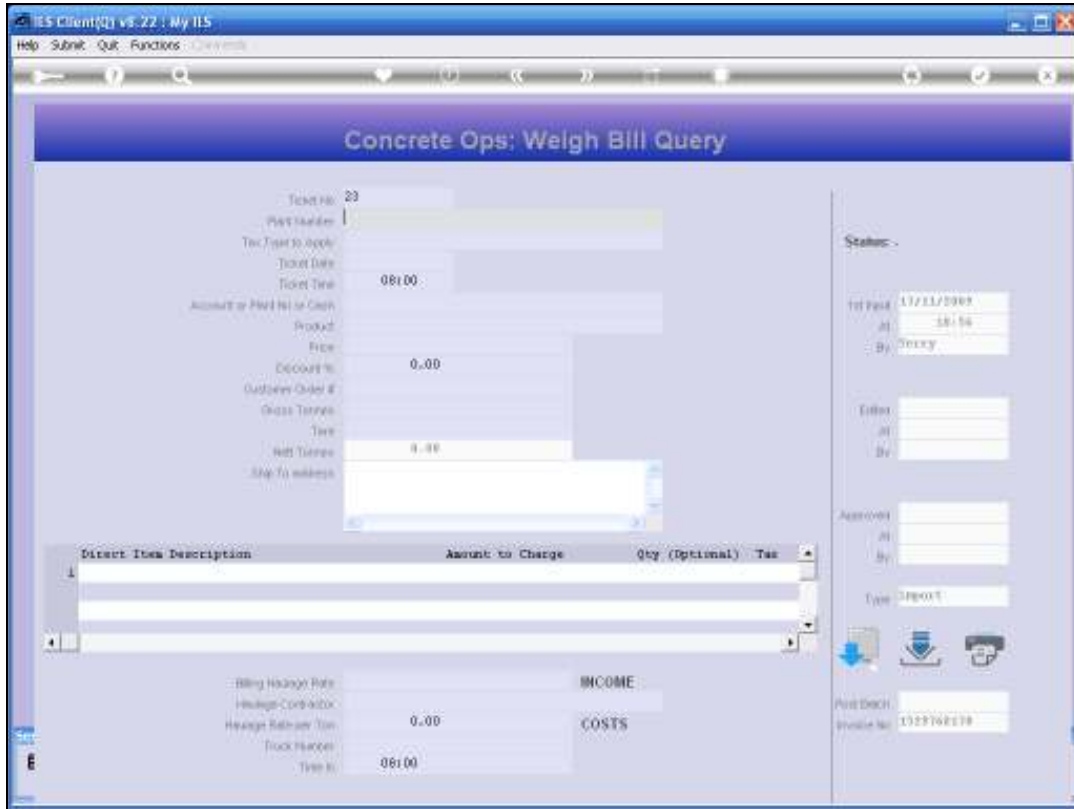 IES Client(Q) v8.22 : My IES
Help Submit Quit Functions Commands
Concrete Ops: Weigh Bill Query
Ticket No 23
Plant Number
Tax Type to Apply
Ticket Date
Ticket Time 08:00
Account or Plant No or Cash
Product
Price
Discount % 0.00
Customer Order #
Gross Tonnes
Tare
Nett Tonnes 0.00
Ship To Address
Direct Item Description Amount to Charge Qty (Optional) Tax
1
Billing Haulage Rate INCOME
Haulage Contractor
Haulage Rate per Ton 0.00 COSTS
Truck Number
Time In 08:00
Status: -
1st Input 17/11/2009
At
By
Edited
At
By
Approved
At
By
Type Import
Post Batch
Invoice No